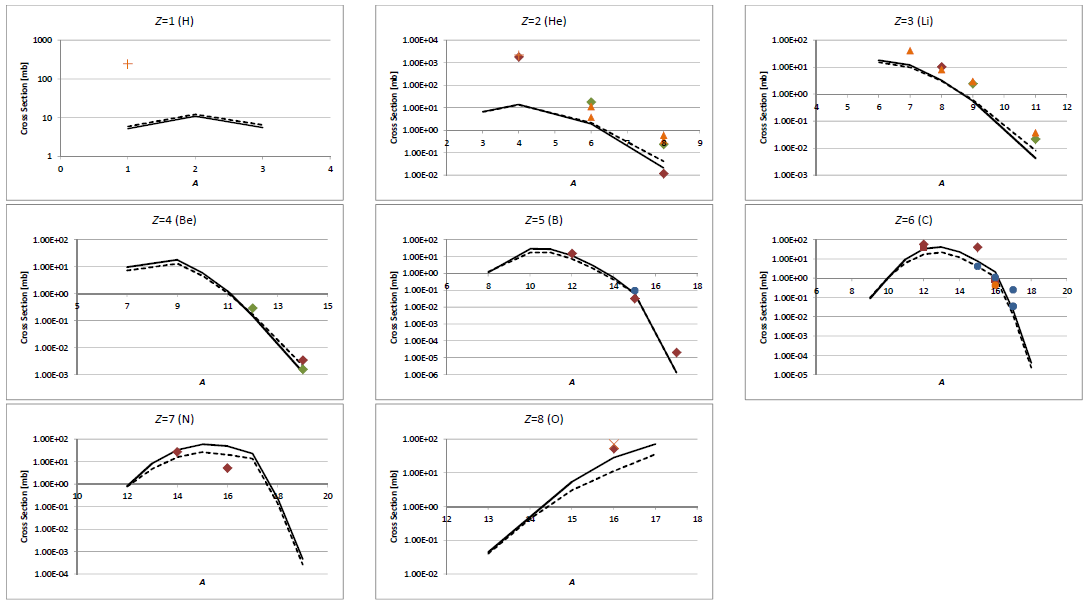 Z=1 (H)
Cross Section [mb]
1000
100
10
1
0 1 2 3 4
A
Z=2 (He)
Cross Section [mb]
1.00E+04
1.00E+03
1.00E+02
1.00E+01
1.00E+00
1.00E-01
1.00E-02
2 3 4 5 6 7 8 9
A
Z=3 (Li)
Cross Section [mb]
1.00E+02
1.00E+01
1.00E+00
1.00E-01
1.00E-02
1.00E-03
4 5 6 7 8 9 10 11 12
A
Z=4 (Be)
Cross Section [mb]
1.00E+02
1.00E+01
1.00E+00
1.00E-01
1.00E-02
1.00E-03
5 7 9 11 13 15
A
Z=5 (B)
Cross Section [mb]
1.00E+02
1.00E+01
1.00E+00
1.00E-01
1.00E-02
1.00E-03
1.00E-04
1.00E-05
1.00E-06
6 8 10 12 14 16 18
A
Z=6 (C)
Cross Section [mb]
1.00E+02
1.00E+01
1.00E+00
1.00E-01
1.00E-02
1.00E-03
1.00E-04
1.00E-05
6 8 10 12 14 16 18 20
A
Z=7 (N)
Cross Section [mb]
1.00E+02
1.00E+01
1.00E+00
1.00E-01
1.00E-02
1.00E-03
1.00E-04
10 12 14 16 18 20
A
Z=8 (O)
Cross Section [mb]
1.00E+02
1.00E+01
1.00E+00
1.00E-01
1.00E-02
12 13 14 15 16 17 18
A